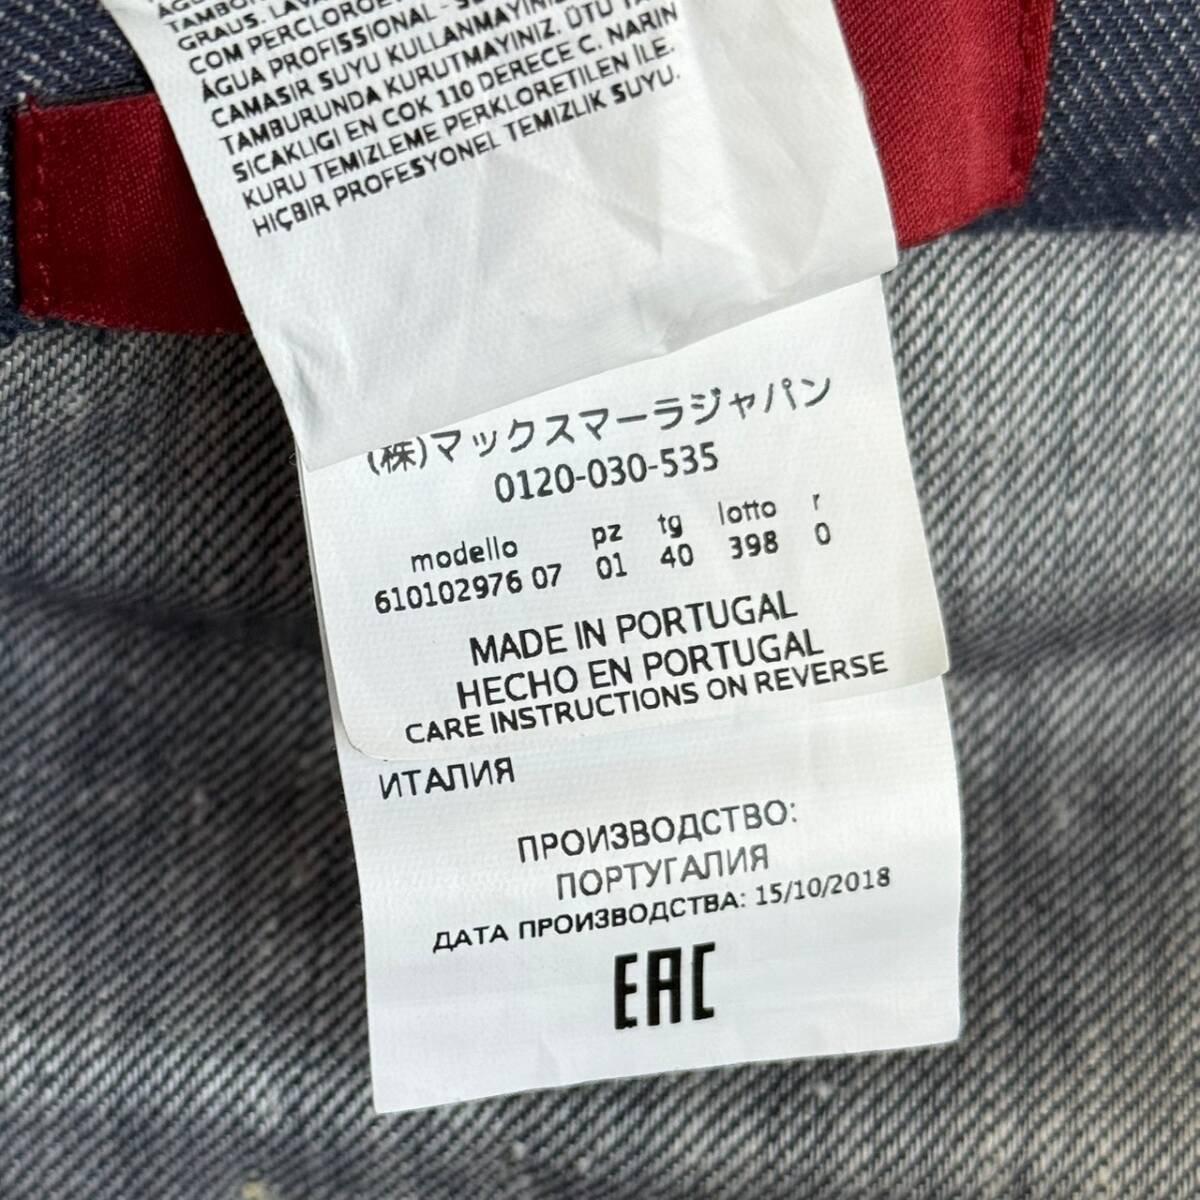 TAMBO
GRAUS. LAVA
COM PERCLOROE
ÁGUA PROFISSIONAL - S
CAMASIR SUYU KULLANMAYINIZ
TAMBURUNDA KURUTMAYINIZ. ÜTÜ TA
SICAKLIGI EN COK 110 DERECE C. NARIN
KURU TEMIZLEME PERKLORETILEN ILE.
HIÇBIR PROFESYONEL TEMIZLIK SUYU.
(株)マックスマーラジャパン
0120-030-535
modello pz tg lotto r
610102976 07 01 40 398 0
MADE IN PORTUGAL
HECHO EN PORTUGAL
CARE INSTRUCTIONS ON REVERSE
ИТАЛИЯ
ПРОИЗВОДСТВО:
ПОРТУГАЛИЯ
ДАТА ПРОИЗВОДСТВА: 15/10/2018
EAC